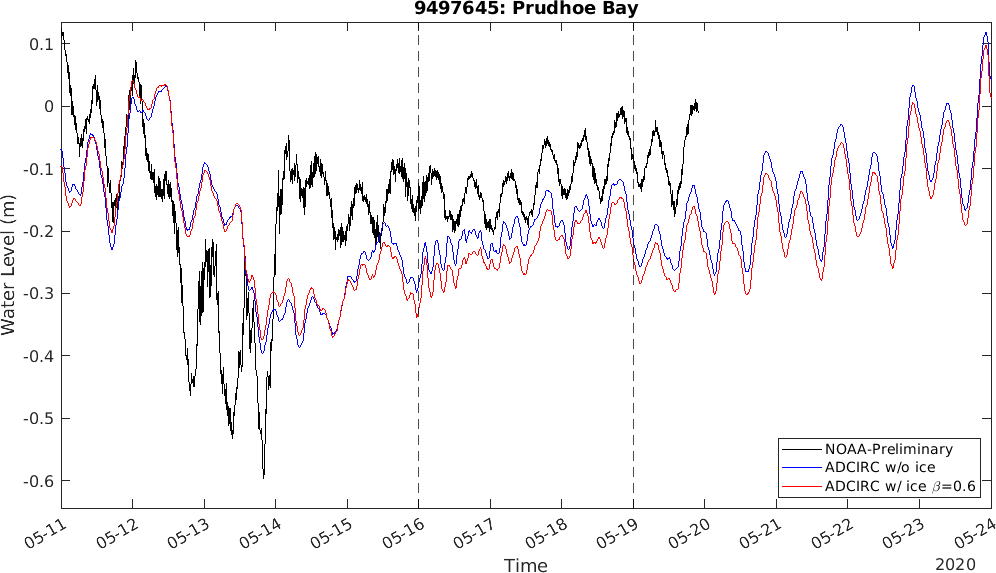 9497645: Prudhoe Bay
Water Level (m)
0.1
0
-0.1
-0.2
-0.3
-0.4
-0.5
-0.6
NOAA-Preliminary
ADCIRC w/o ice
ADCIRC w/ ice β=0.6
05-11 05-12 05-13 05-14 05-15 05-16 05-17 05-18 05-19 05-20 05-21 05-22 05-23 05-24
Time
2020